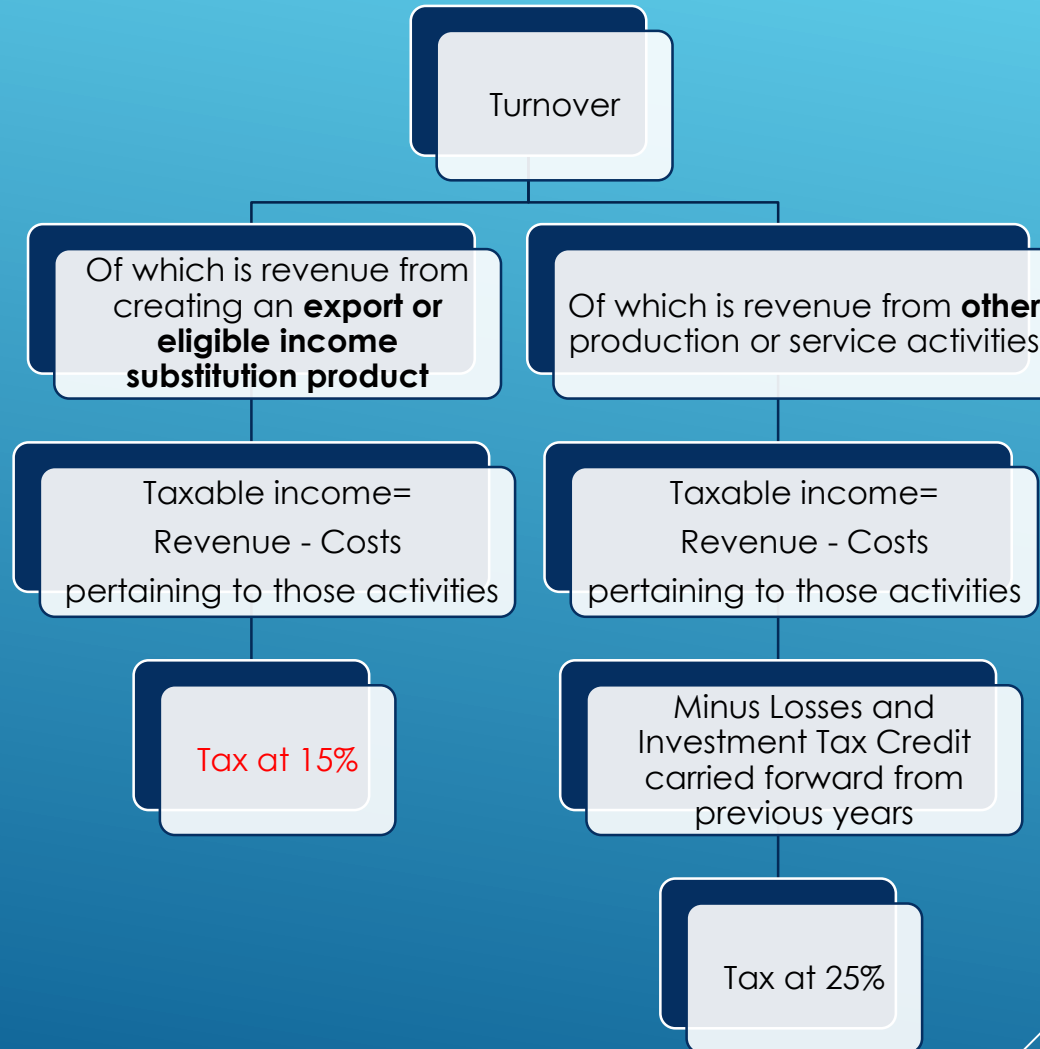 Turnover
Of which is revenue from
creating an export or
eligible income
substitution product
Of which is revenue from other
production or service activities
Taxable income=
Revenue - Costs
pertaining to those activities
Taxable income=
Revenue - Costs
pertaining to those activities
Tax at 15%
Minus Losses and
Investment Tax Credit
carried forward from
previous years
Tax at 25%